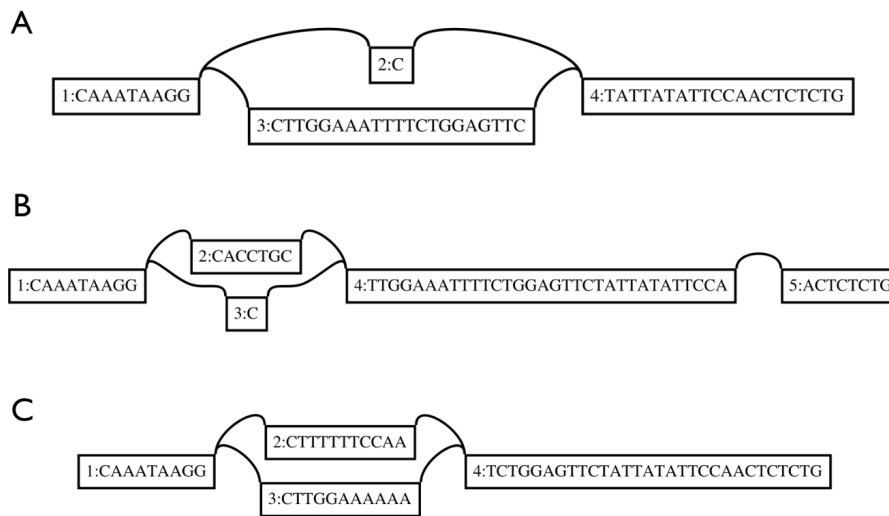 A
2:C
1:CAAATAAGG
4:TATTATATTCCAACTCTCTG
3:CTTGGAAATTTTCTGGAGTTC
B
2:CACCTGC
1:CAAATAAGG
4:TTGGAAATTTTCTGGAGTTCTATTATATTCCA
5:ACTCTCTG
3:C
C
2:CTTTTTTCCAA
1:CAAATAAGG
4:TCTGGAGTTCTATTATATTCCAACTCTCTG
3:CTTGGAAAAAA